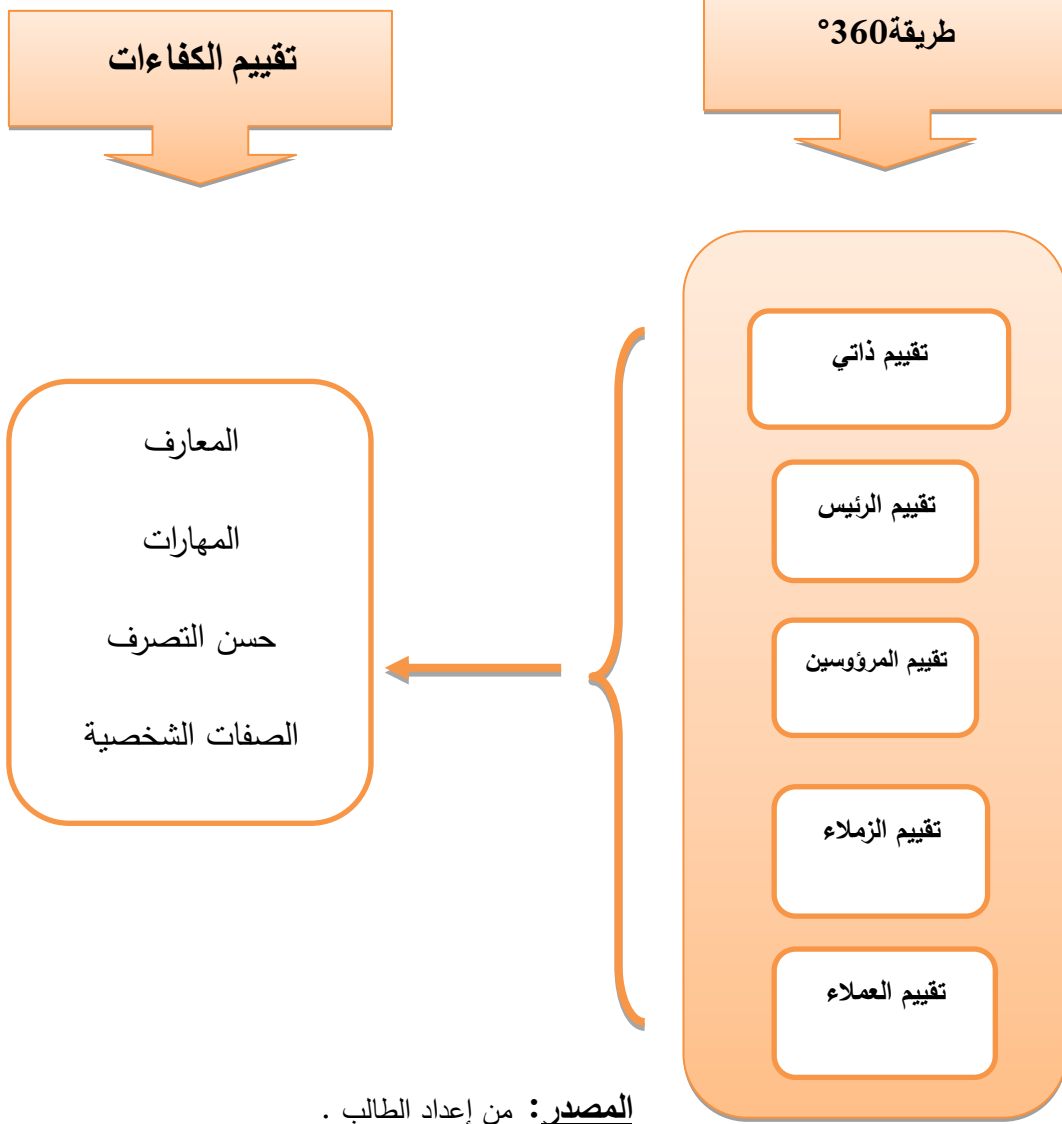 طريقة360°
تقييم الكفاءات
تقييم ذاتي
تقييم الرئيس
تقييم المرؤوسين
تقييم الزملاء
تقييم العملاء
المعارف
المهارات
حسن التصرف
الصفات الشخصية
المصدر: من إعداد الطالب .